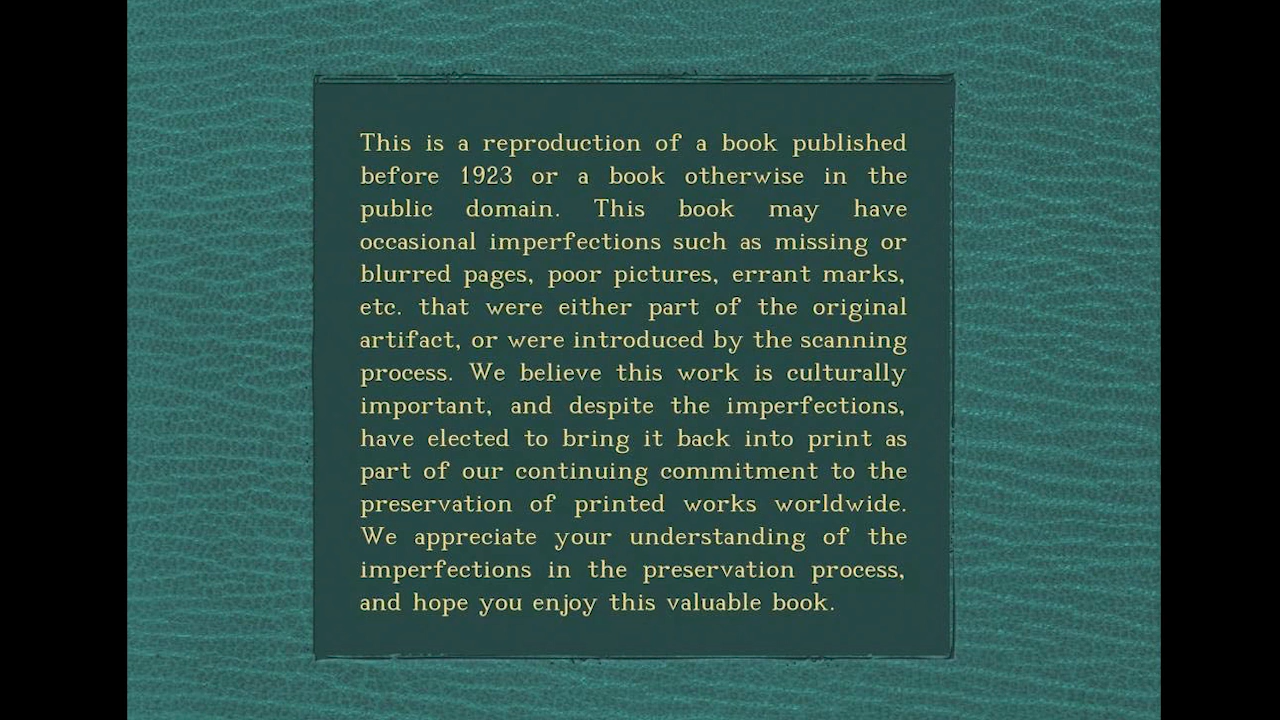 This is a reproduction of a book published
before 1923 or a book otherwise in the
public domain. This book may have
occasional imperfections such as missing or
blurred pages, poor pictures, errant marks,
etc. that were either part of the original
artifact, or were introduced by the scanning
process. We believe this work is culturally
important, and despite the imperfections,
have elected to bring it back into print as
part of our continuing commitment to the
preservation of printed works worldwide.
We appreciate your understanding of the
imperfections in the preservation process,
and hope you enjoy this valuable book.